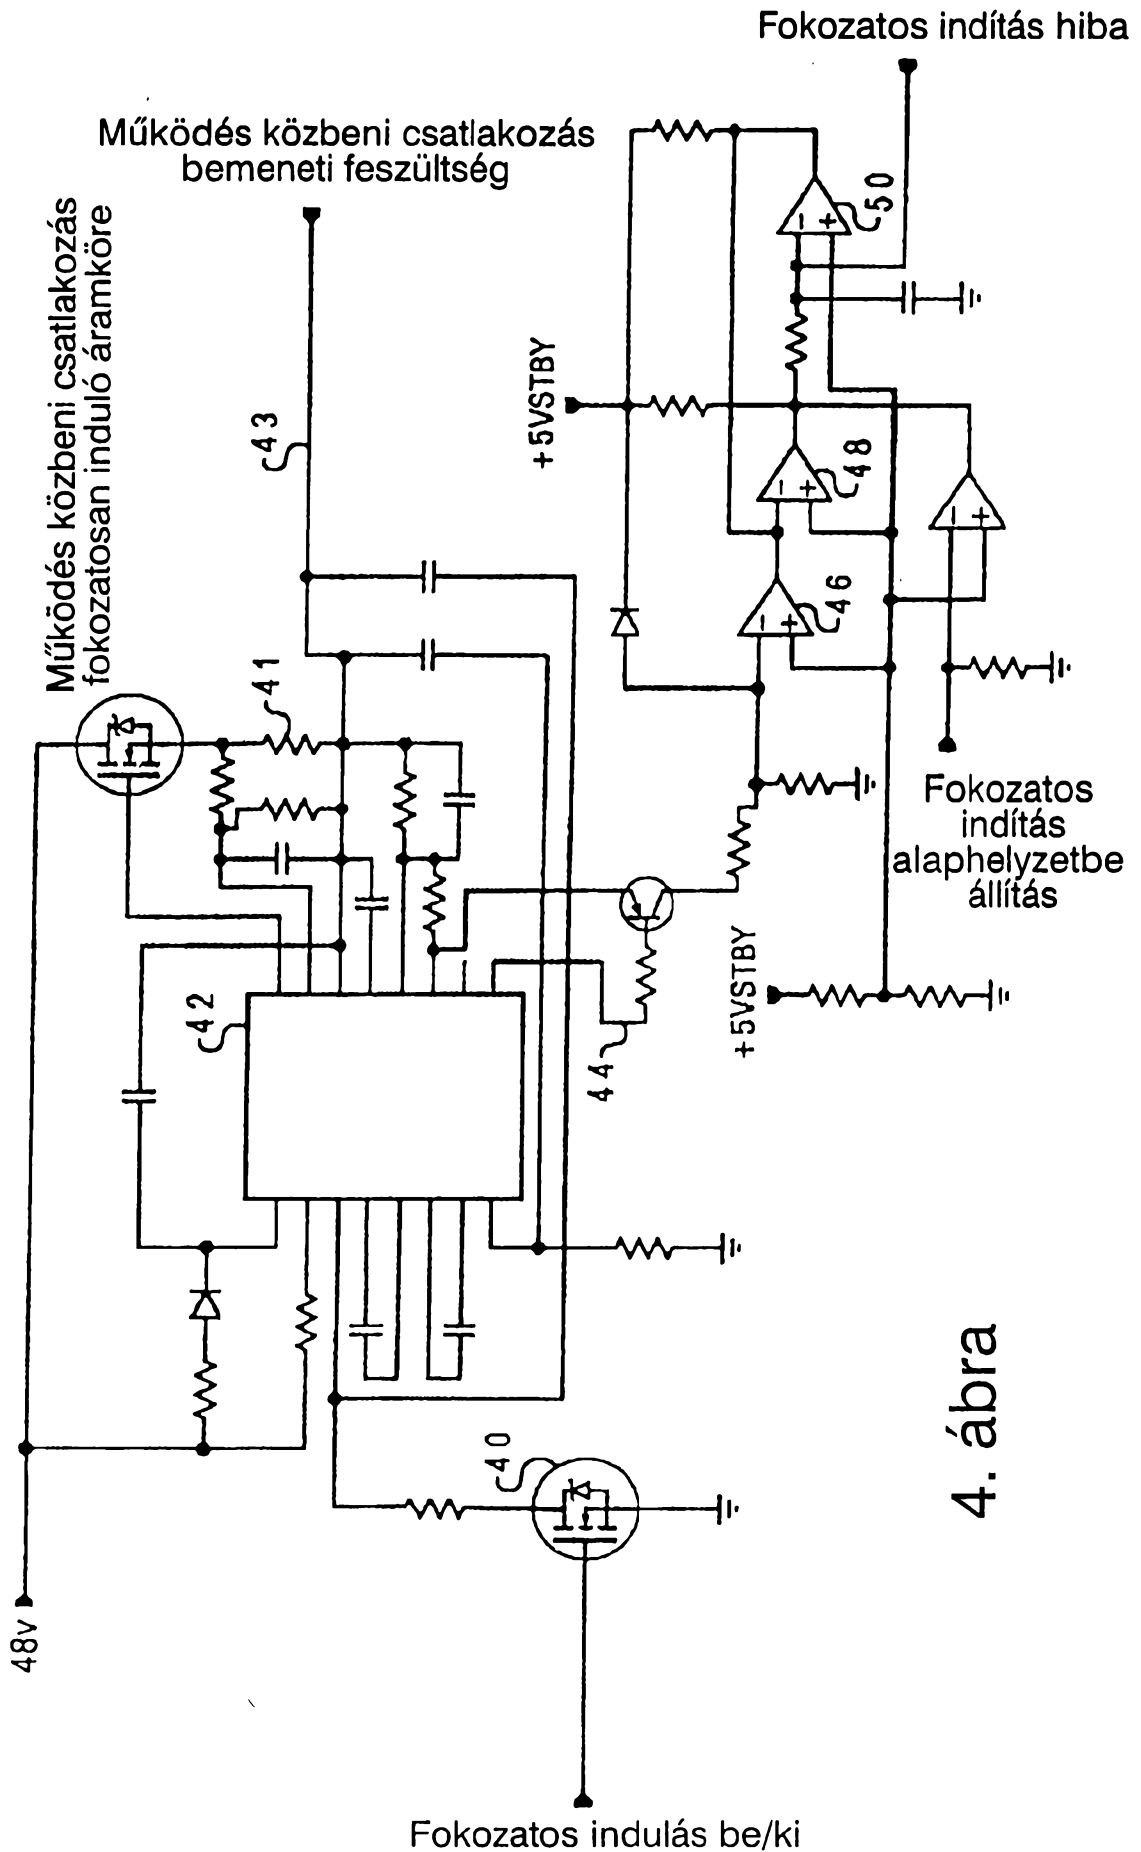 Fokozatos indítás hiba
Működés közbeni csatlakozás
bemeneti feszültség
Működés közbeni csatlakozás
fokozatosan induló áramköre
43
50
+5VSTBY
48
46
41
Fokozatos
indítás
alaphelyzetbe
állítás
42
44
+5VSTBY
40
48v
4. ábra
Fokozatos indulás be/ki